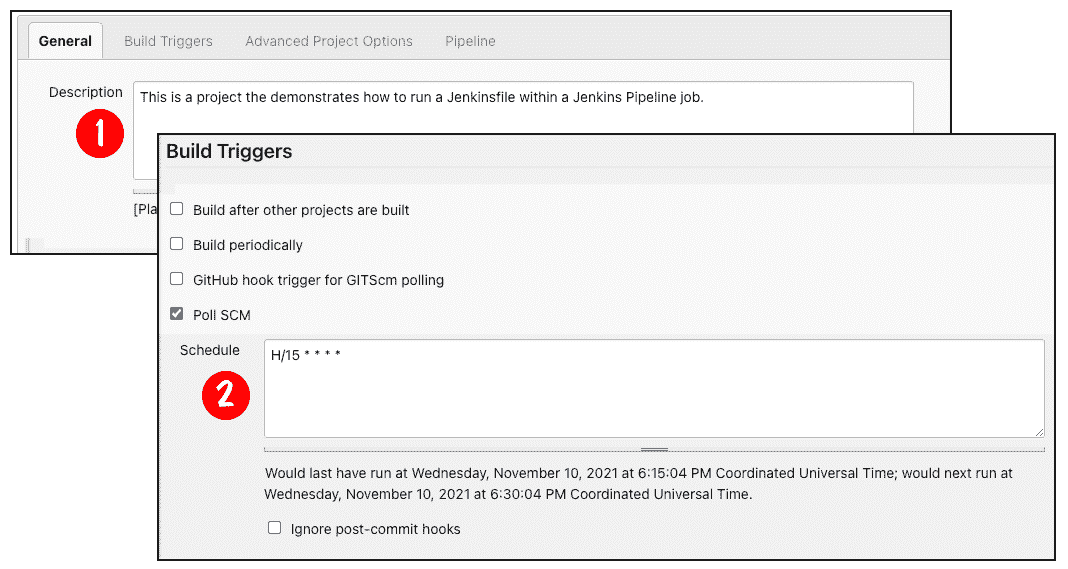 General Build Triggers Advanced Project Options Pipeline
Description
This is a project the demonstrates how to run a Jenkinsfile within a Jenkins Pipeline job.
1
[Pla
Build Triggers
Build after other projects are built
Build periodically
GitHub hook trigger for GITScm polling
Poll SCM
Schedule
H/15 * * * *
2
Would last have run at Wednesday, November 10, 2021 at 6:15:04 PM Coordinated Universal Time; would next run at
Wednesday, November 10, 2021 at 6:30:04 PM Coordinated Universal Time.
Ignore post-commit hooks